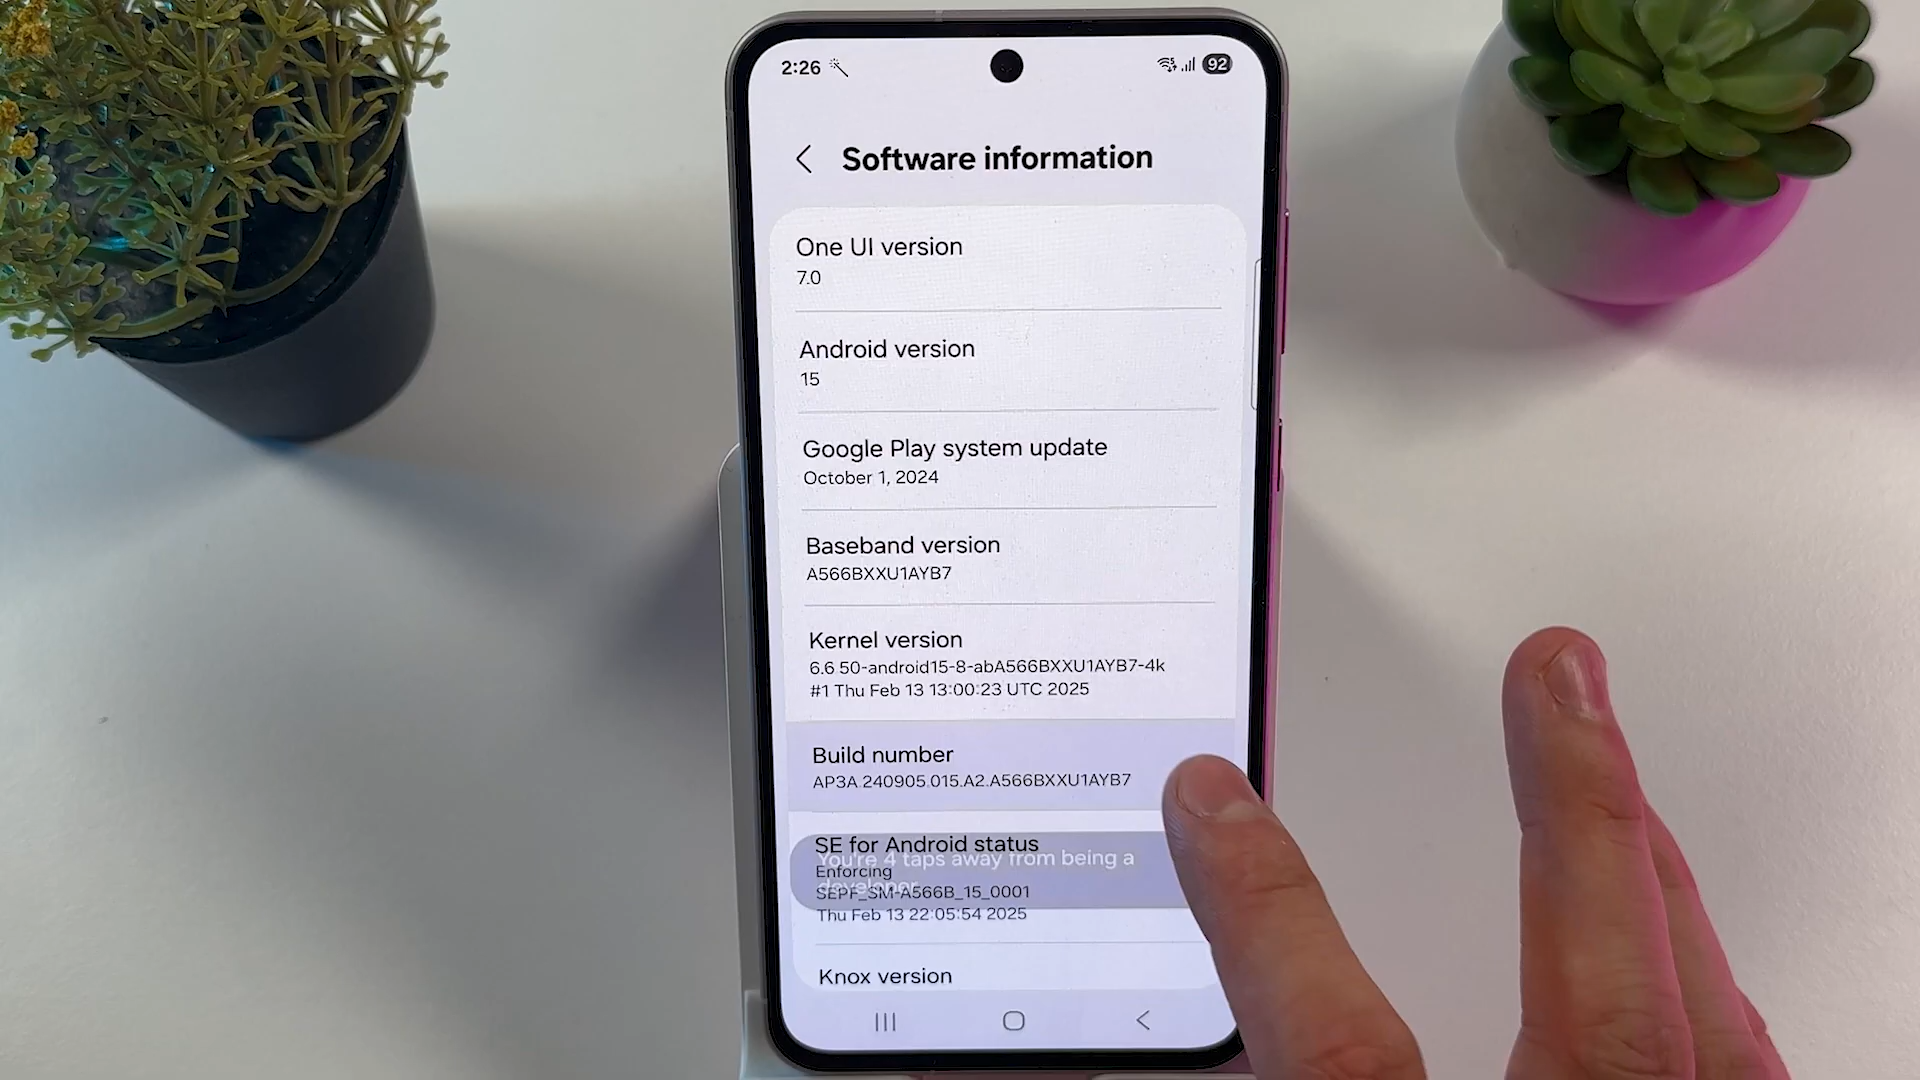 2:26
92
Software information
One UI version
7.0
Android version
15
Google Play system update
October 1, 2024
Baseband version
A566BXXU1AYB7
Kernel version
6.6 50-android15-8-abA566BXXU1AYB7-4k
#1 Thu Feb 13 13:00:23 UTC 2025
Build number
AP3A.240905.015.A2.A566BXXU1AYB7
SE for Android status
You're 4 taps away from being a
Enforcing
developer
SEPF_SM-A566B_15_0001
Thu Feb 13 22:05:54 2025
Knox version